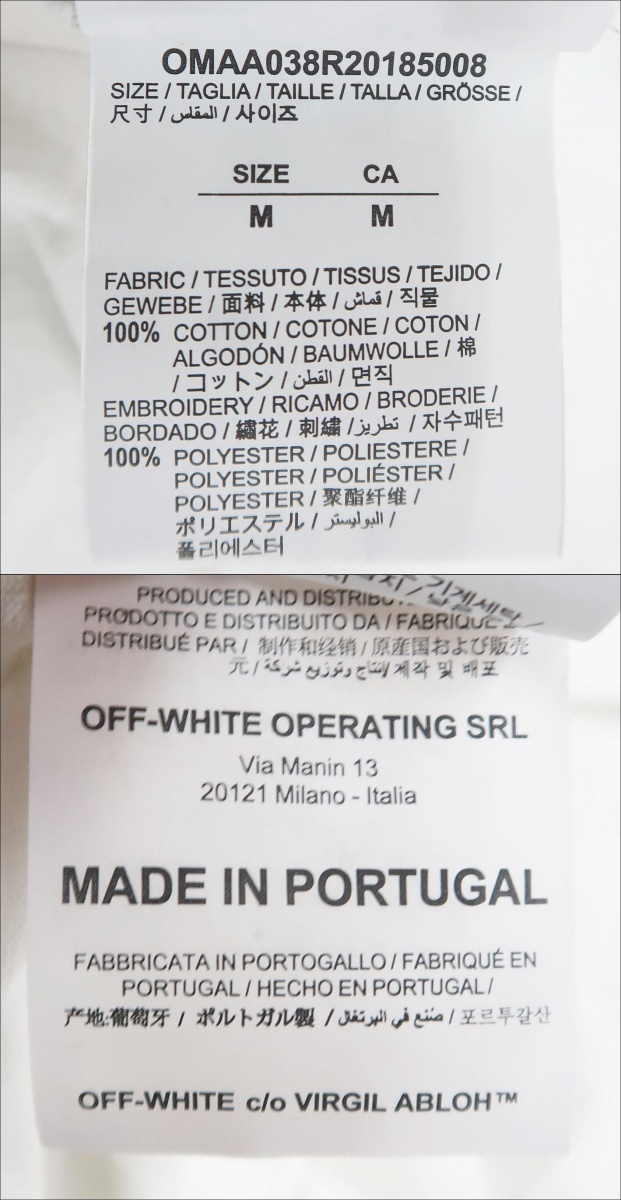 OMAA038R20185008
SIZE / TAGLIA / TAILLE / TALLA / GRÖSSE /
尺寸 / المقاس / 사이즈
SIZE CA
M M
FABRIC / TESSUTO / TISSUS / TEJIDO /
GEWEBE / 面料 / 本体 / قماش / 직물
100% COTTON / COTONE / COTON /
ALGODÓN / BAUMWOLLE / 棉
/ コットン / القطن / 면직
EMBROIDERY / RICAMO / BRODERIE /
BORDADO / 繡花 / 刺繍 / تطريز / 자수패턴
100% POLYESTER / POLIESTERE /
POLYESTER / POLIÉSTER /
POLYESTER / 聚酯纤维 /
ポリエステル / البوليستر /
폴리에스터
PRODUCED AND
PRODOTTO E DISTRIBUITO DA /
DISTRIBUÉ PAR / 制作和经销 / 原産国および販売
元 / إنتاج وتوزيع شركة / 제작 및 배포
OFF-WHITE OPERATING SRL
Via Manin 13
20121 Milano - Italia
MADE IN PORTUGAL
FABBRICATA IN PORTOGALLO / FABRIQUÉ EN
PORTUGAL / HECHO EN PORTUGAL /
产地:葡萄牙 / ポルトガル製 / صنع في البرتغال / 포르투갈산
OFF-WHITE c/o VIRGIL ABLOH™